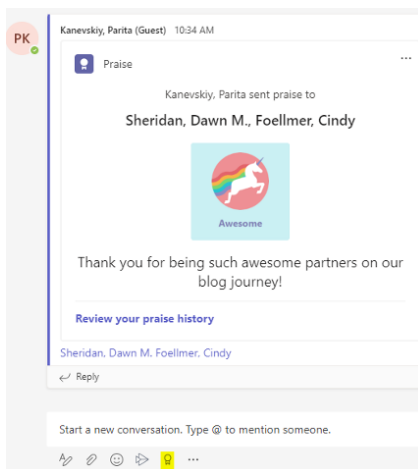 PK
Kanevskiy, Parita (Guest) 10:34 AM
Praise
Kanevskiy, Parita sent praise to
Sheridan, Dawn M., Foellmer, Cindy
Awesome
Thank you for being such awesome partners on our
blog journey!
Review your praise history
Sheridan, Dawn M. Foellmer, Cindy
Reply
Start a new conversation. Type @ to mention someone.